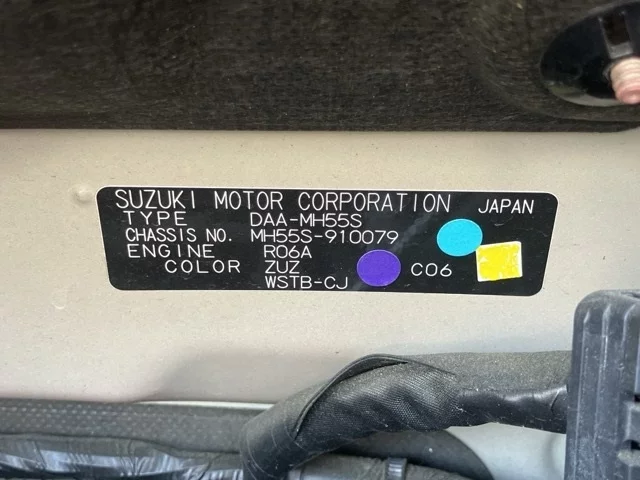 SUZUKI MOTOR CORPORATION JAPAN
TYPE DAA-MH55S
CHASSIS NO. MH55S-910079
ENGINE R06A
COLOR ZUZ C06
WSTB-CJ